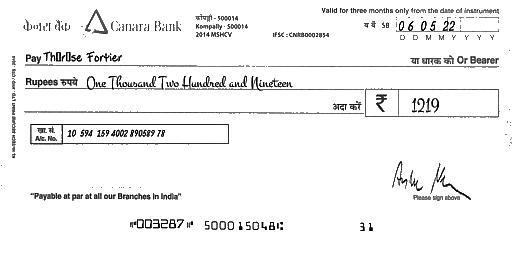 केनरा बैंक Canara Bank
कोंपल्ली - 500014
Kompally - 500014
2014 MSHCV
IFSC : CNRB0002854
Valid for three months only from the date of instrument
SB 06 05 22
D D M M Y Y Y Y
Pay Th0r0se Fortier
या धारक को Or Bearer
Rupees रुपये One Thousand Two Hundred and Nineteen
अदा करें ₹ 1219
खा. सं.
A/c. No. 10 594 159 4002 890589 78
Please sign above
"Payable at par at all our Branches in India"
⑈003287⑈ 500015048⑆ 31